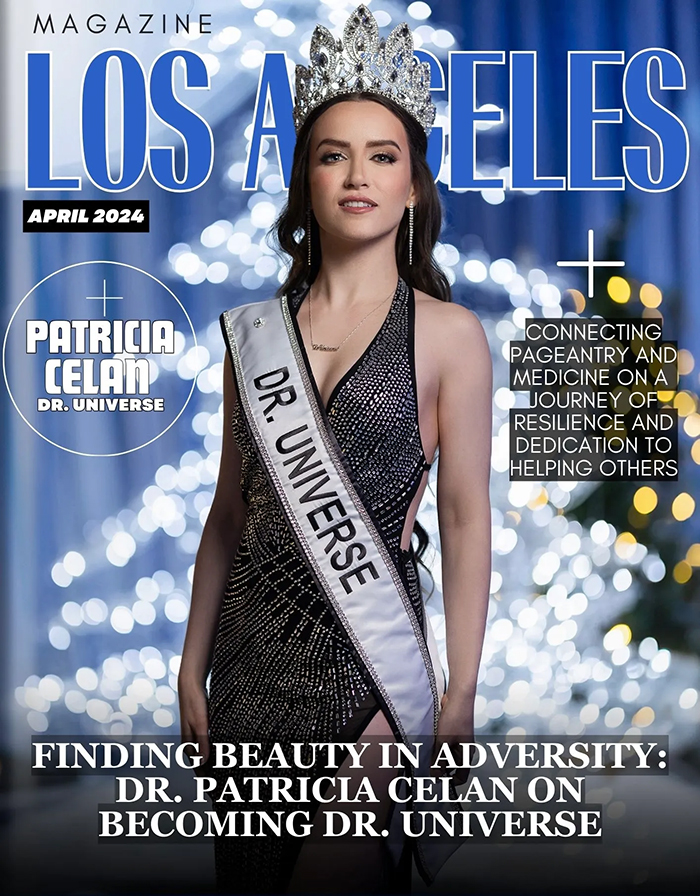 MAGAZINE
LOS ANGELES
APRIL 2024
PATRICIA
CELAN
DR. UNIVERSE
CONNECTING
PAGEANTRY AND
MEDICINE ON A
JOURNEY OF
RESILIENCE AND
DEDICATION TO
HELPING OTHERS
DR. UNIVERSE
FINDING BEAUTY IN ADVERSITY:
DR. PATRICIA CELAN ON
BECOMING DR. UNIVERSE